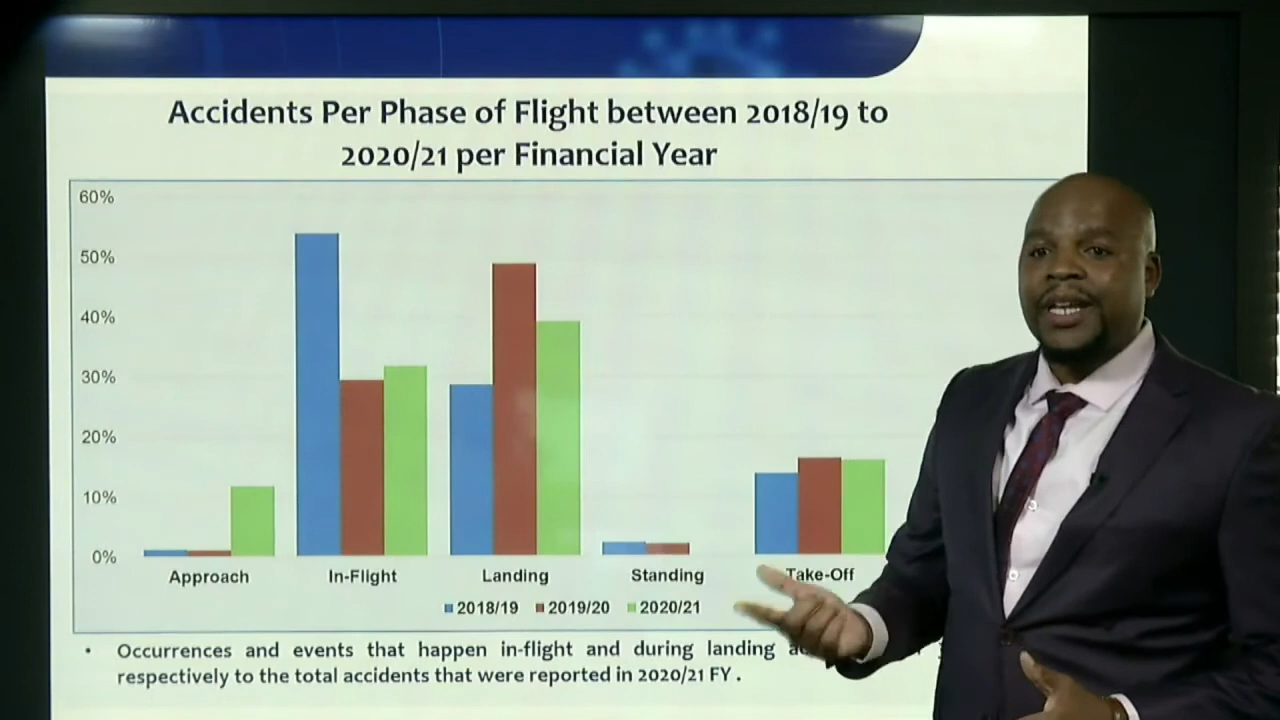 Accidents Per Phase of Flight between 2018/19 to
2020/21 per Financial Year
60%
50%
40%
30%
20%
10%
0%
Approach In-Flight Landing Standing Take-Off
2018/19 2019/20 2020/21
• Occurrences and events that happen in-flight and during landing
respectively to the total accidents that were reported in 2020/21 FY .